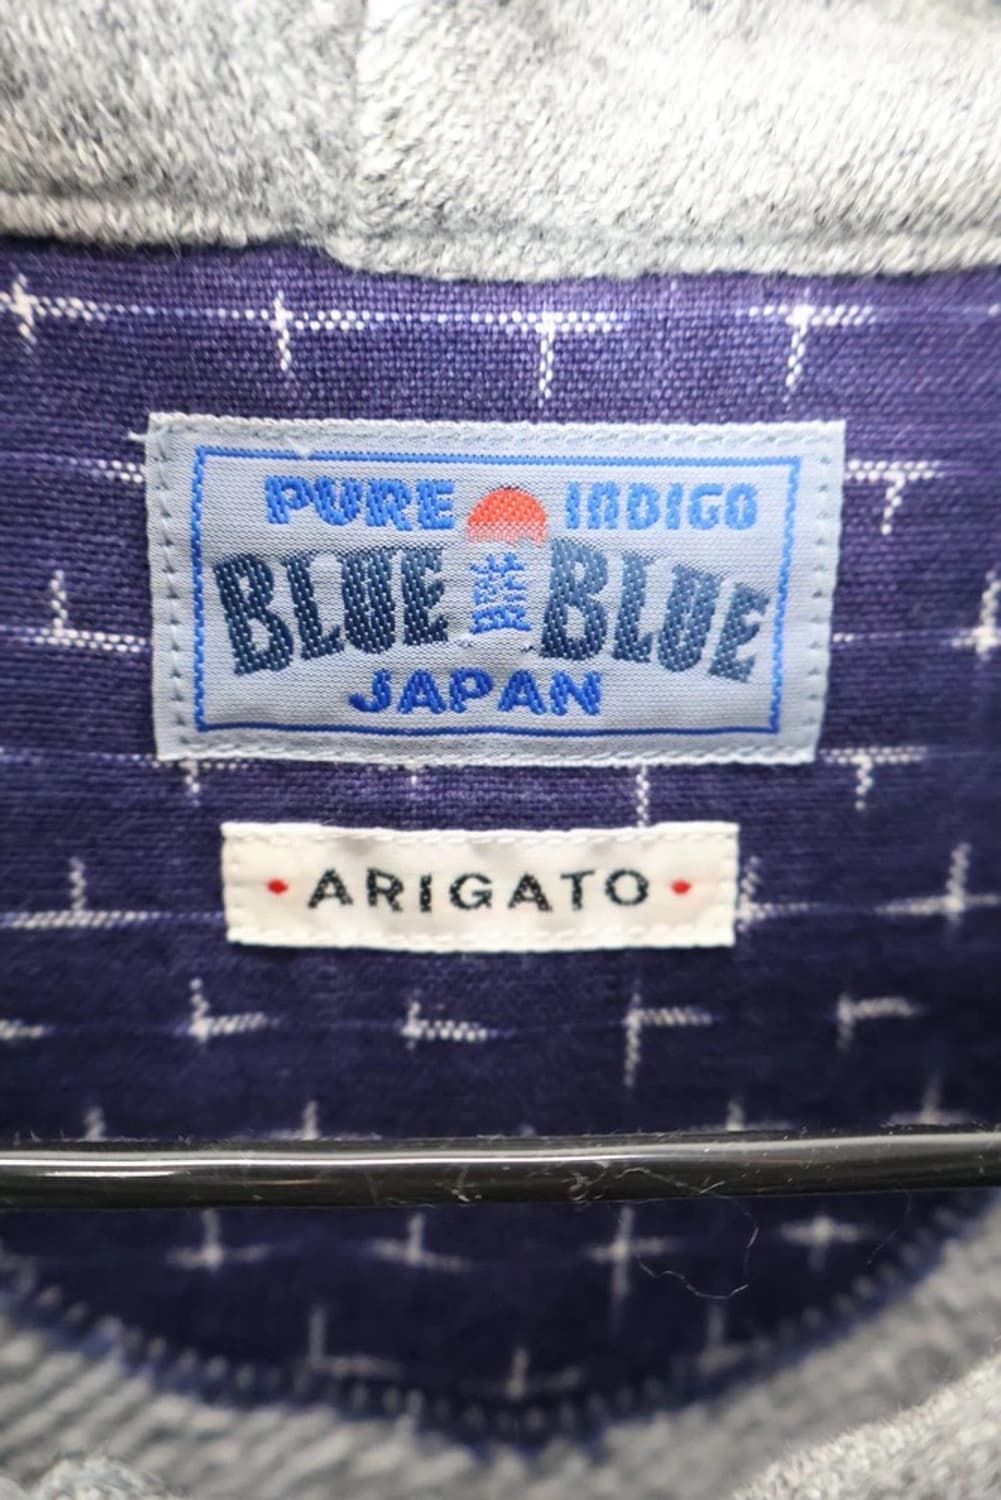 PURE INDIGO
BLUE 藍 BLUE
JAPAN
• ARIGATO •